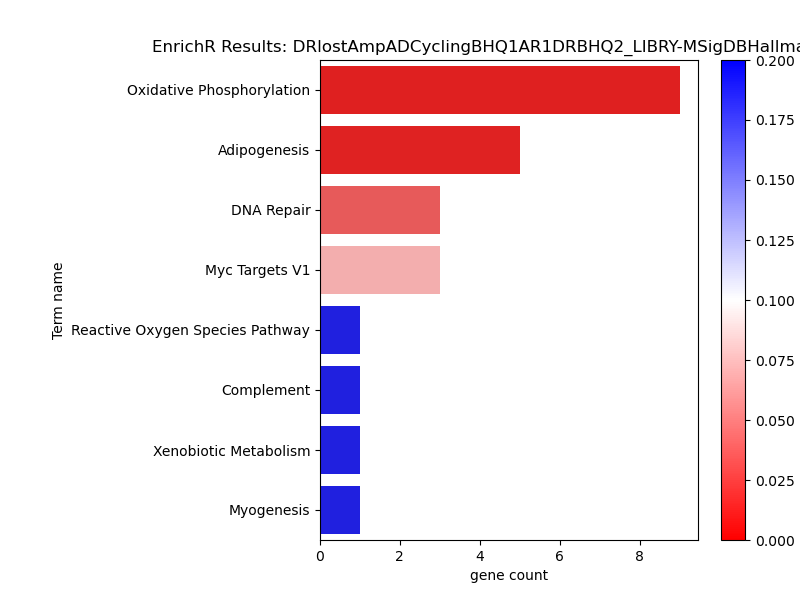 EnrichR Results: DRlostAmpADCyclingBHQ1AR1DRBHQ2_LIBRY-MSigDBHallma
Oxidative Phosphorylation
Adipogenesis
DNA Repair
Myc Targets V1
Reactive Oxygen Species Pathway
Complement
Xenobiotic Metabolism
Myogenesis
Term name
0 2 4 6 8
gene count
0.200
0.175
0.150
0.125
0.100
0.075
0.050
0.025
0.000